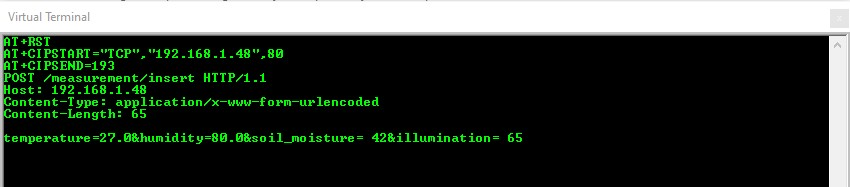 Virtual Terminal
x
AT+RST
AT+CIPSTART="TCP","192.168.1.48",80
AT+CIPSEND=193
POST /measurement/insert HTTP/1.1
Host: 192.168.1.48
Content-Type: application/x-www-form-urlencoded
Content-Length: 65

temperature=27.0&humidity=80.0&soil_moisture= 42&illumination= 65